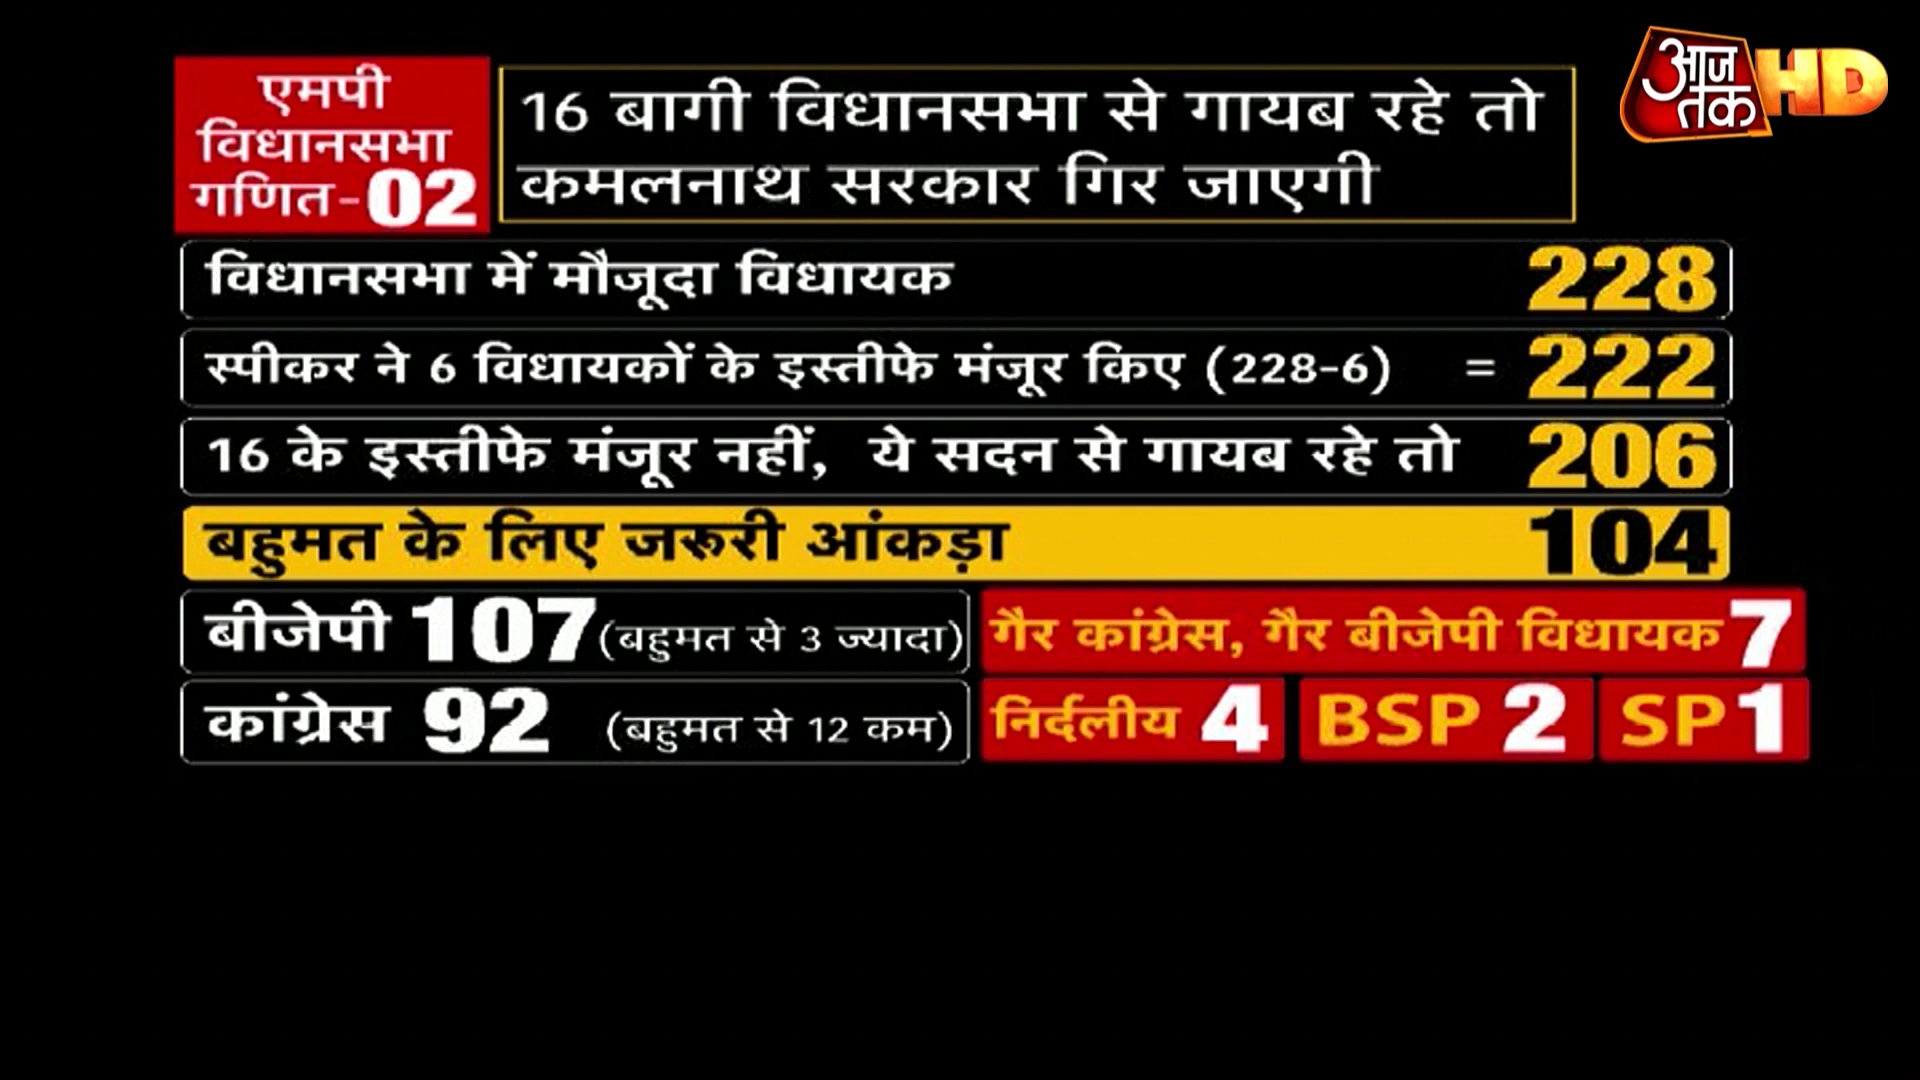 आज तक HD
एमपी
विधानसभा
गणित-02
16 बागी विधानसभा से गायब रहे तो
कमलनाथ सरकार गिर जाएगी
विधानसभा में मौजूदा विधायक 228
स्पीकर ने 6 विधायकों के इस्तीफे मंजूर किए (228-6) = 222
16 के इस्तीफे मंजूर नहीं, ये सदन से गायब रहे तो 206
बहुमत के लिए जरुरी आंकड़ा 104
बीजेपी 107 (बहुमत से 3 ज्यादा) गैर कांग्रेस, गैर बीजेपी विधायक 7
कांग्रेस 92 (बहुमत से 12 कम) निर्दलीय 4 BSP 2 SP 1